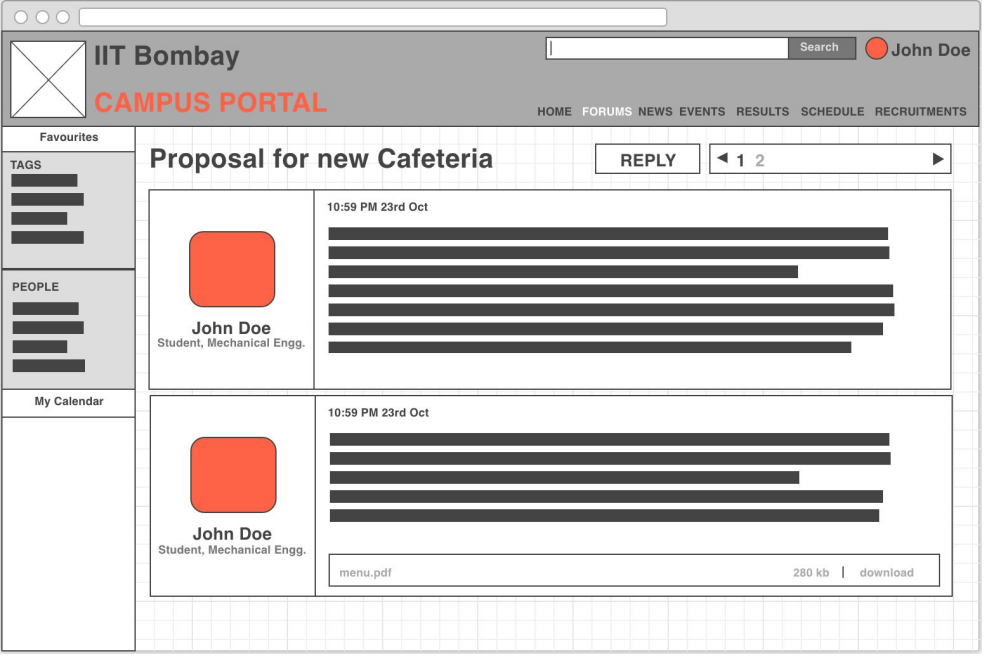 IIT Bombay
CAMPUS PORTAL
Search
John Doe
HOME FORUMS NEWS EVENTS RESULTS SCHEDULE RECRUITMENTS
Favourites
TAGS
PEOPLE
My Calendar
Proposal for new Cafeteria
REPLY
1 2
10:59 PM 23rd Oct
John Doe
Student, Mechanical Engg.
10:59 PM 23rd Oct
John Doe
Student, Mechanical Engg.
menu.pdf 280 kb | download